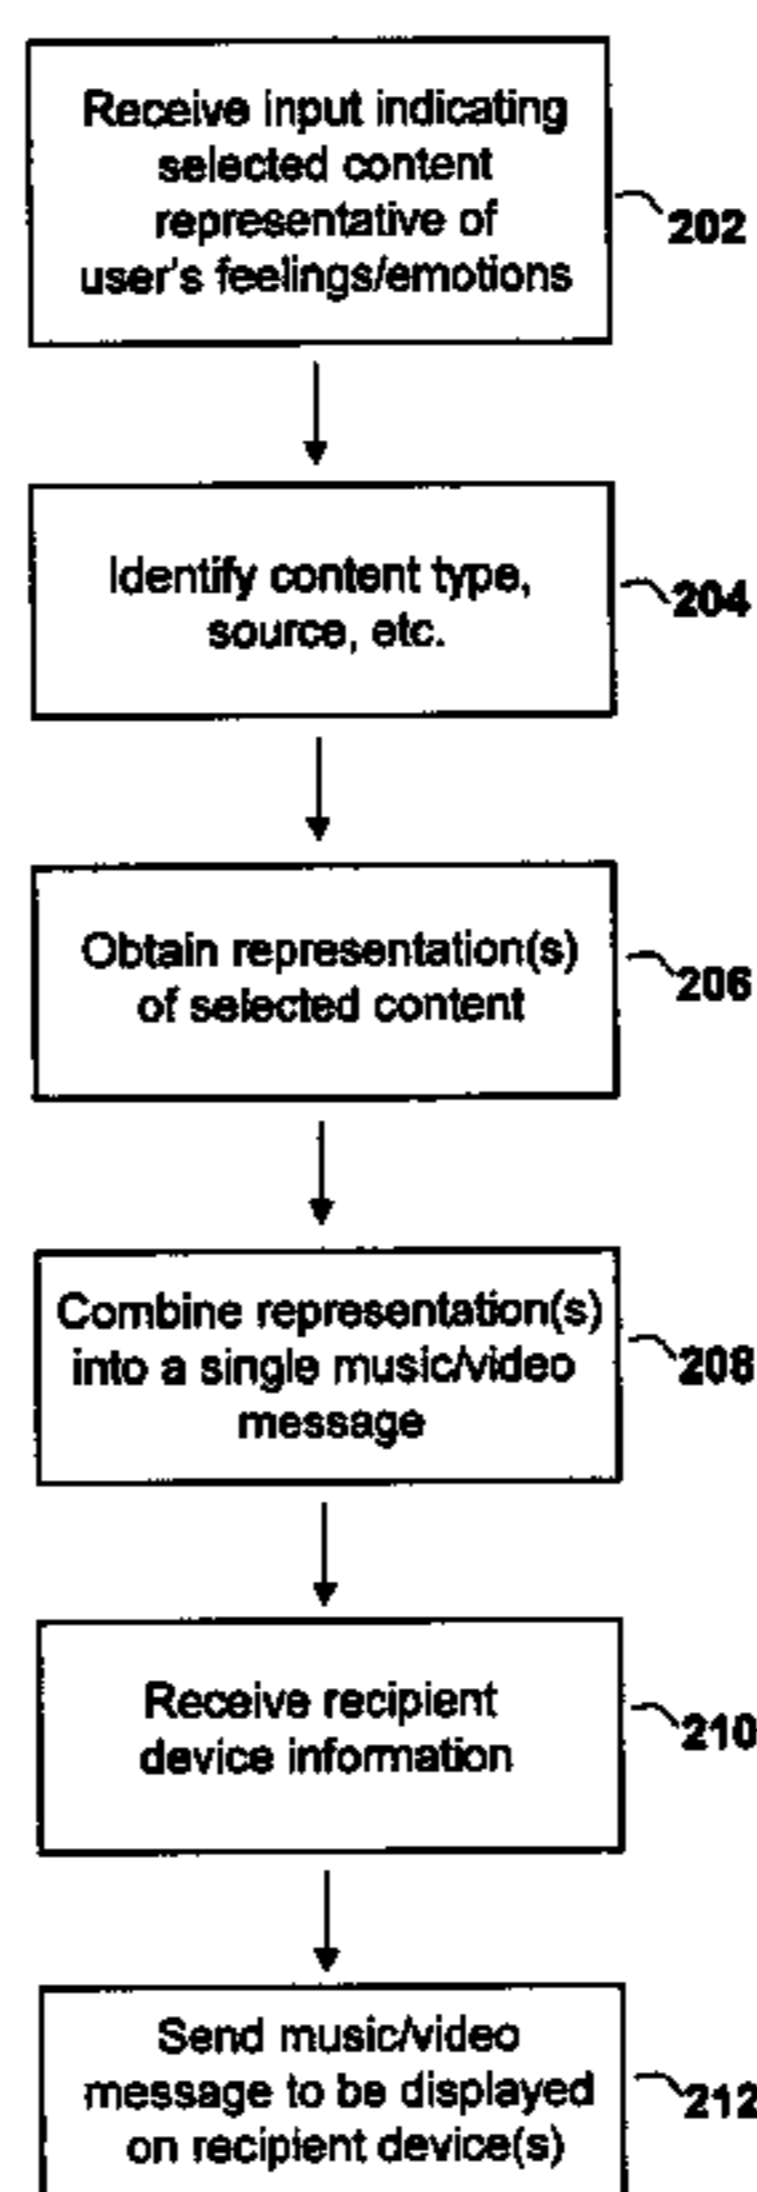 Receive input indicating
selected content
representative of
user's feelings/emotions
202
Identify content type,
source, etc.
204
Obtain representation(s)
of selected content
206
Combine representation(s)
into a single music/video
message
208
Receive recipient
device information
210
Send music/video
message to be displayed
on recipient device(s)
212